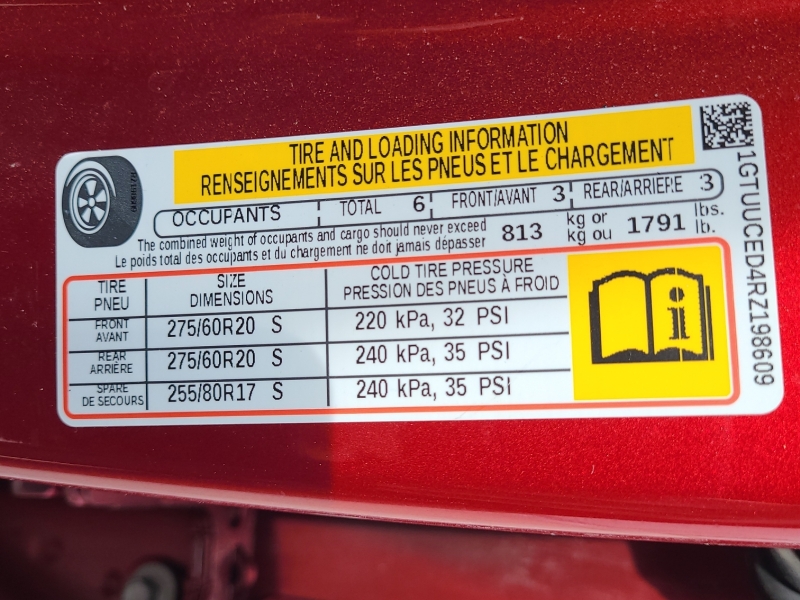 TIRE AND LOADING INFORMATION
RENSEIGNEMENTS SUR LES PNEUS ET LE CHARGEMENT
OCCUPANTS TOTAL 6 FRONT/AVANT 3 REAR/ARRIÈRE 3
The combined weight of occupants and cargo should never exceed 813 kg or 1791 lbs.
Le poids total des occupants et du chargement ne doit jamais dépasser kg ou lb.
TIRE SIZE COLD TIRE PRESSURE
PNEU DIMENSIONS PRESSION DES PNEUS À FROID
FRONT
AVANT 275/60R20 S 220 kPa, 32 PSI
REAR
ARRIÈRE 275/60R20 S 240 kPa, 35 PSI
SPARE
DE SECOURS 255/80R17 S 240 kPa, 35 PSI
i
1GTUUCED4RZ198609